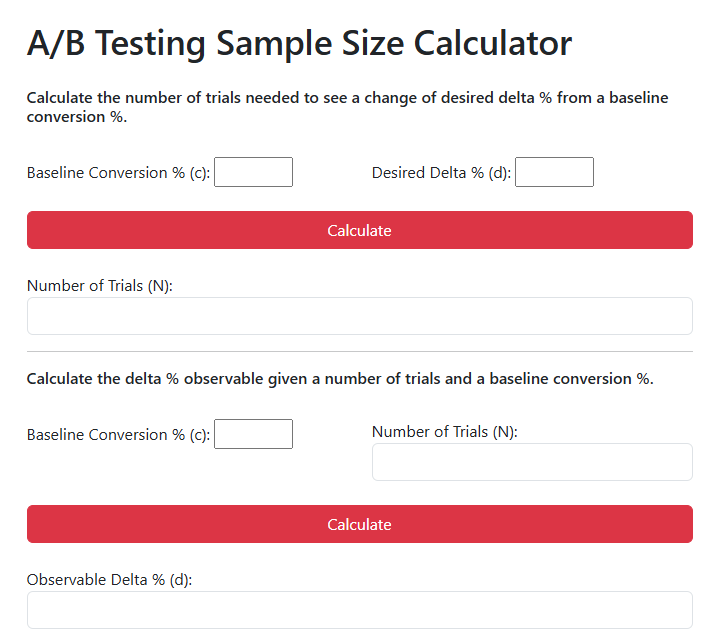 A/B Testing Sample Size Calculator
Calculate the number of trials needed to see a change of desired delta % from a baseline
conversion %.
Baseline Conversion % (c):
Desired Delta % (d):
Calculate
Number of Trials (N):
Calculate the delta % observable given a number of trials and a baseline conversion %.
Baseline Conversion % (c):
Number of Trials (N):
Calculate
Observable Delta % (d):